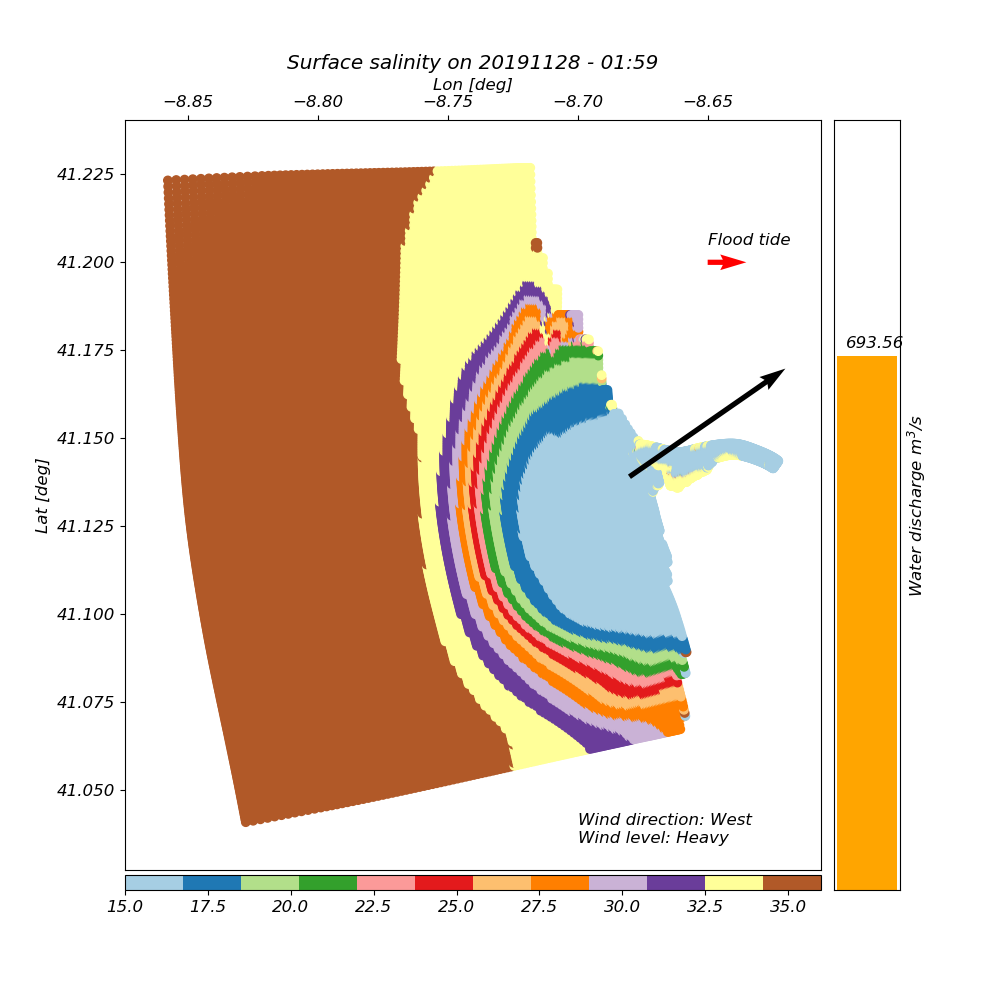 Surface salinity on 20191128 - 01:59
Lon [deg]
−8.85 −8.80 −8.75 −8.70 −8.65
41.225
41.200
41.175
41.150
41.125
41.100
41.075
41.050
Lat [deg]
Flood tide
693.56
Water discharge m³/s
Wind direction: West
Wind level: Heavy
15.0 17.5 20.0 22.5 25.0 27.5 30.0 32.5 35.0